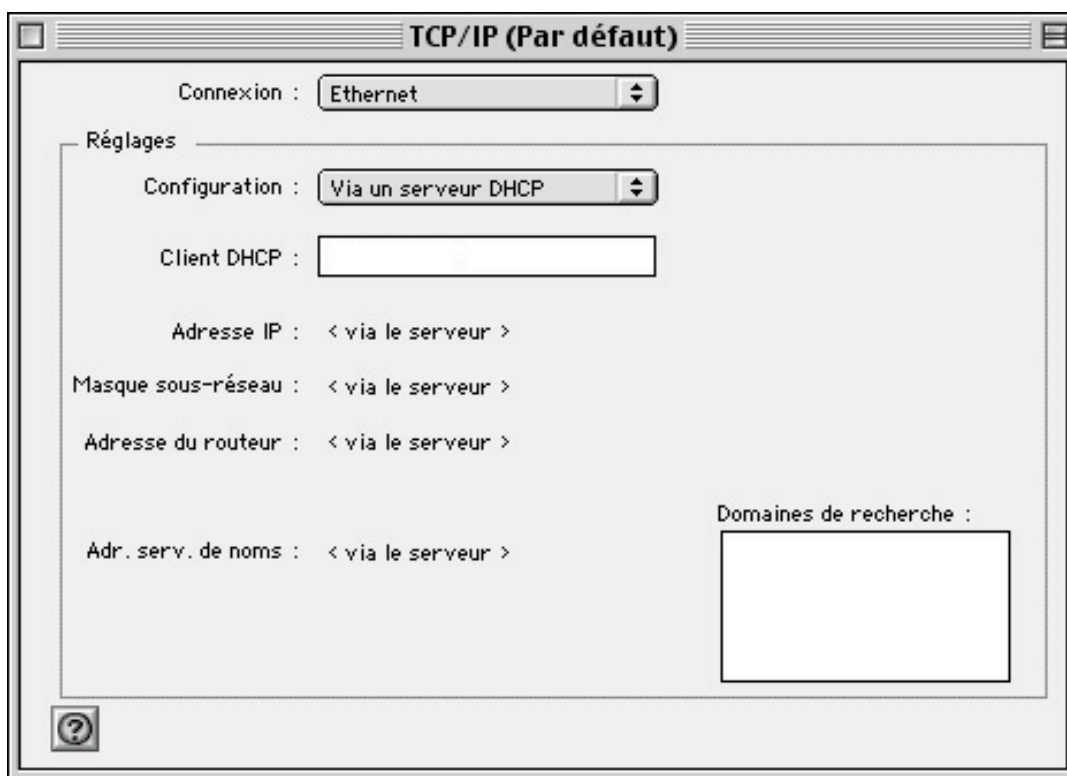 TCP/IP (Par défaut)
Connexion : Ethernet
Réglages
Configuration : Via un serveur DHCP
Client DHCP :
Adresse IP : < via le serveur >
Masque sous-réseau : < via le serveur >
Adresse du routeur : < via le serveur >
Domaines de recherche :
Adr. serv. de noms : < via le serveur >
?